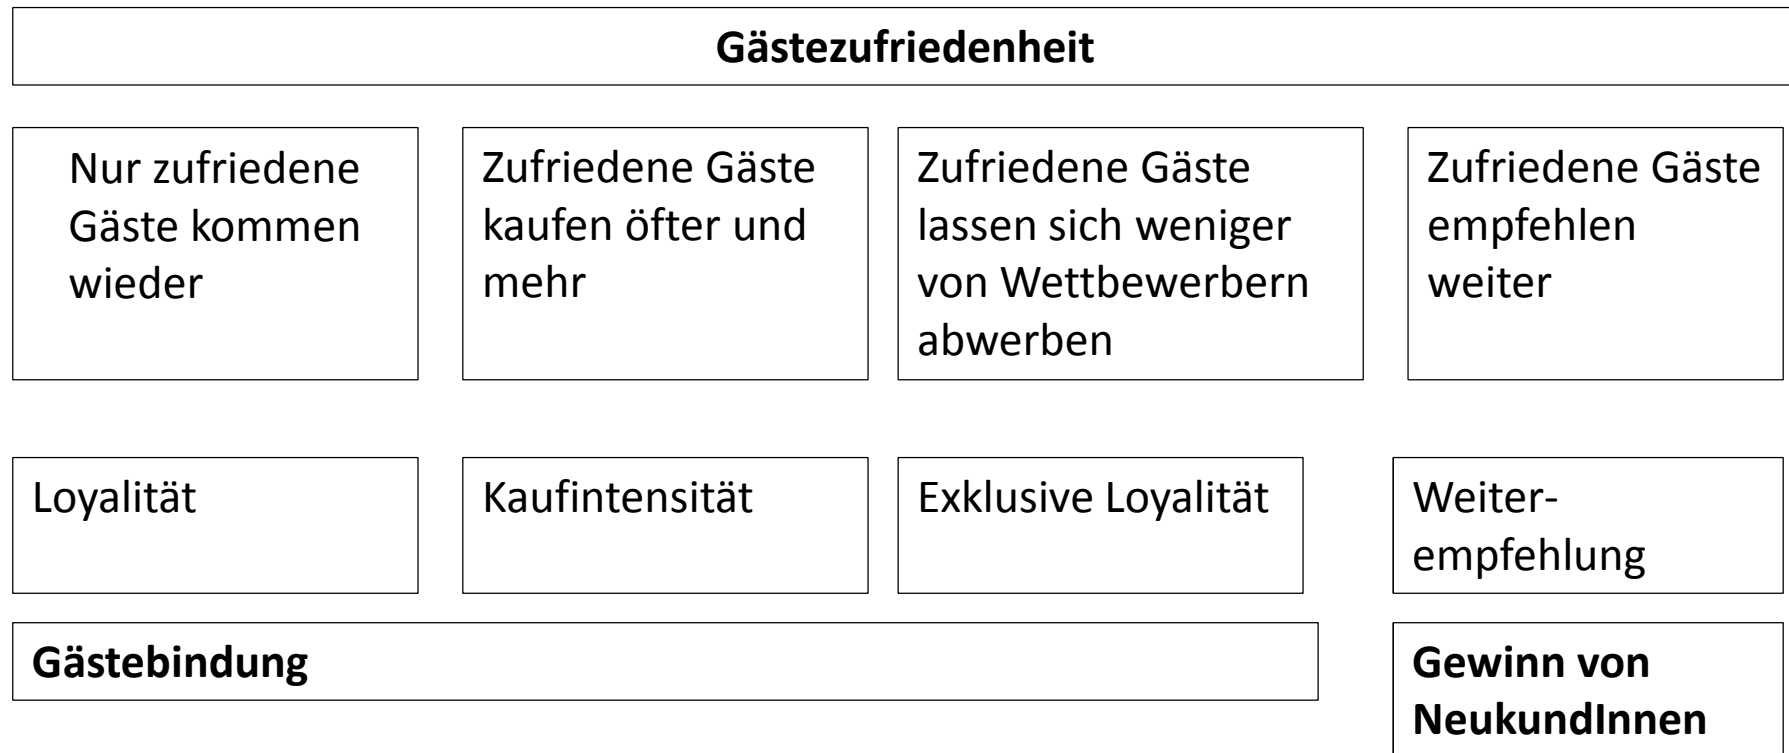 Gästezufriedenheit
Nur zufriedene
Gäste kommen
wieder
Zufriedene Gäste
kaufen öfter und
mehr
Zufriedene Gäste
lassen sich weniger
von Wettbewerbern
abwerben
Zufriedene Gäste
empfehlen
weiter
Loyalität
Kaufintensität
Exklusive Loyalität
Weiter-
empfehlung
Gästebindung
Gewinn von
NeukundInnen